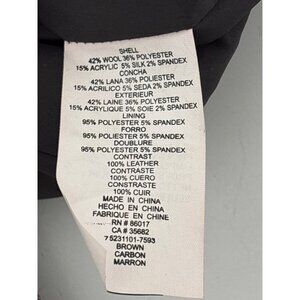 SHELL
42% WOOL 36% POLYESTER
15% ACRYLIC 5% SILK 2% SPANDEX
CONCHA
42% LANA 36% POLIESTER
15% ACRILICO 5% SEDA 2% SPANDEX
EXTERIEUR
42% LAINE 36% POLYESTER
15% ACRYLIQUE 5% SOIE 2% SPANDEX
LINING
95% POLYESTER 5% SPANDEX
FORRO
95% POLIESTER 5% SPANDEX
DOUBLURE
95% POLYESTER 5% SPANDEX
CONTRAST
100% LEATHER
CONTRASTE
100% CUERO
CONTRASTE
100% CUIR
MADE IN CHINA
HECHO EN CHINA
FABRIQUE EN CHINE
RN # 86017
CA # 35682
75231101-7593
BROWN
CARBON
MARRON